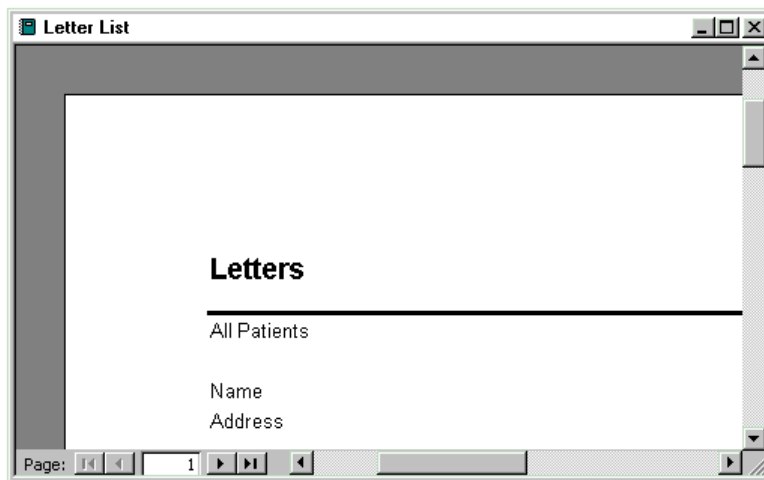 Letter List
Letters
All Patients
Name
Address
Page: 1